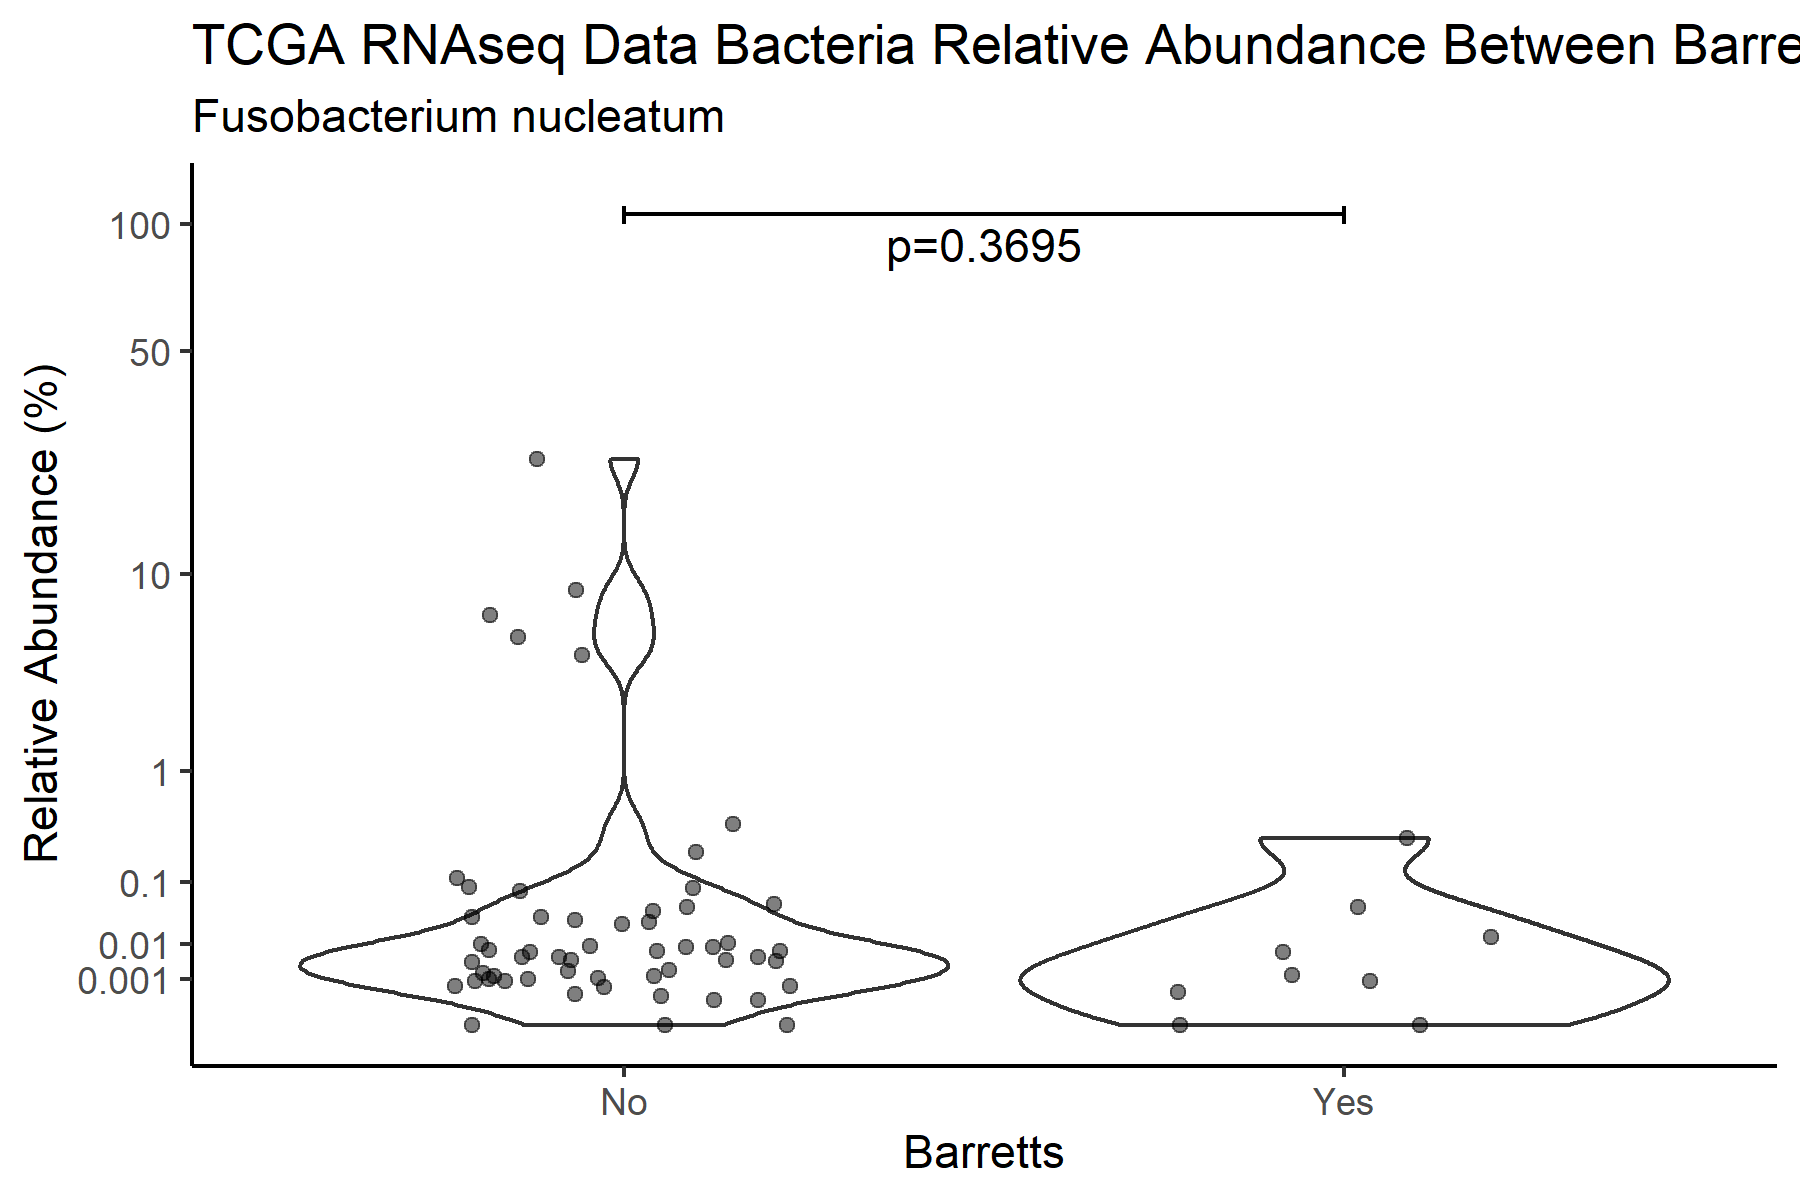 TCGA RNAseq Data Bacteria Relative Abundance Between Barre
Fusobacterium nucleatum
100
50
10
1
0.1
0.01
0.001
Relative Abundance (%)
p=0.3695
No
Yes
Barretts